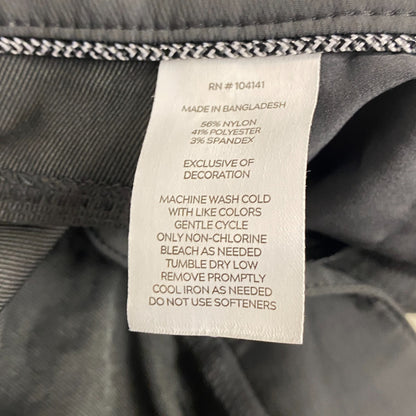 RN # 104141
MADE IN BANGLADESH
56% NYLON
41% POLYESTER
3% SPANDEX
EXCLUSIVE OF
DECORATION
MACHINE WASH COLD
WITH LIKE COLORS
GENTLE CYCLE
ONLY NON-CHLORINE
BLEACH AS NEEDED
TUMBLE DRY LOW
REMOVE PROMPTLY
COOL IRON AS NEEDED
DO NOT USE SOFTENERS